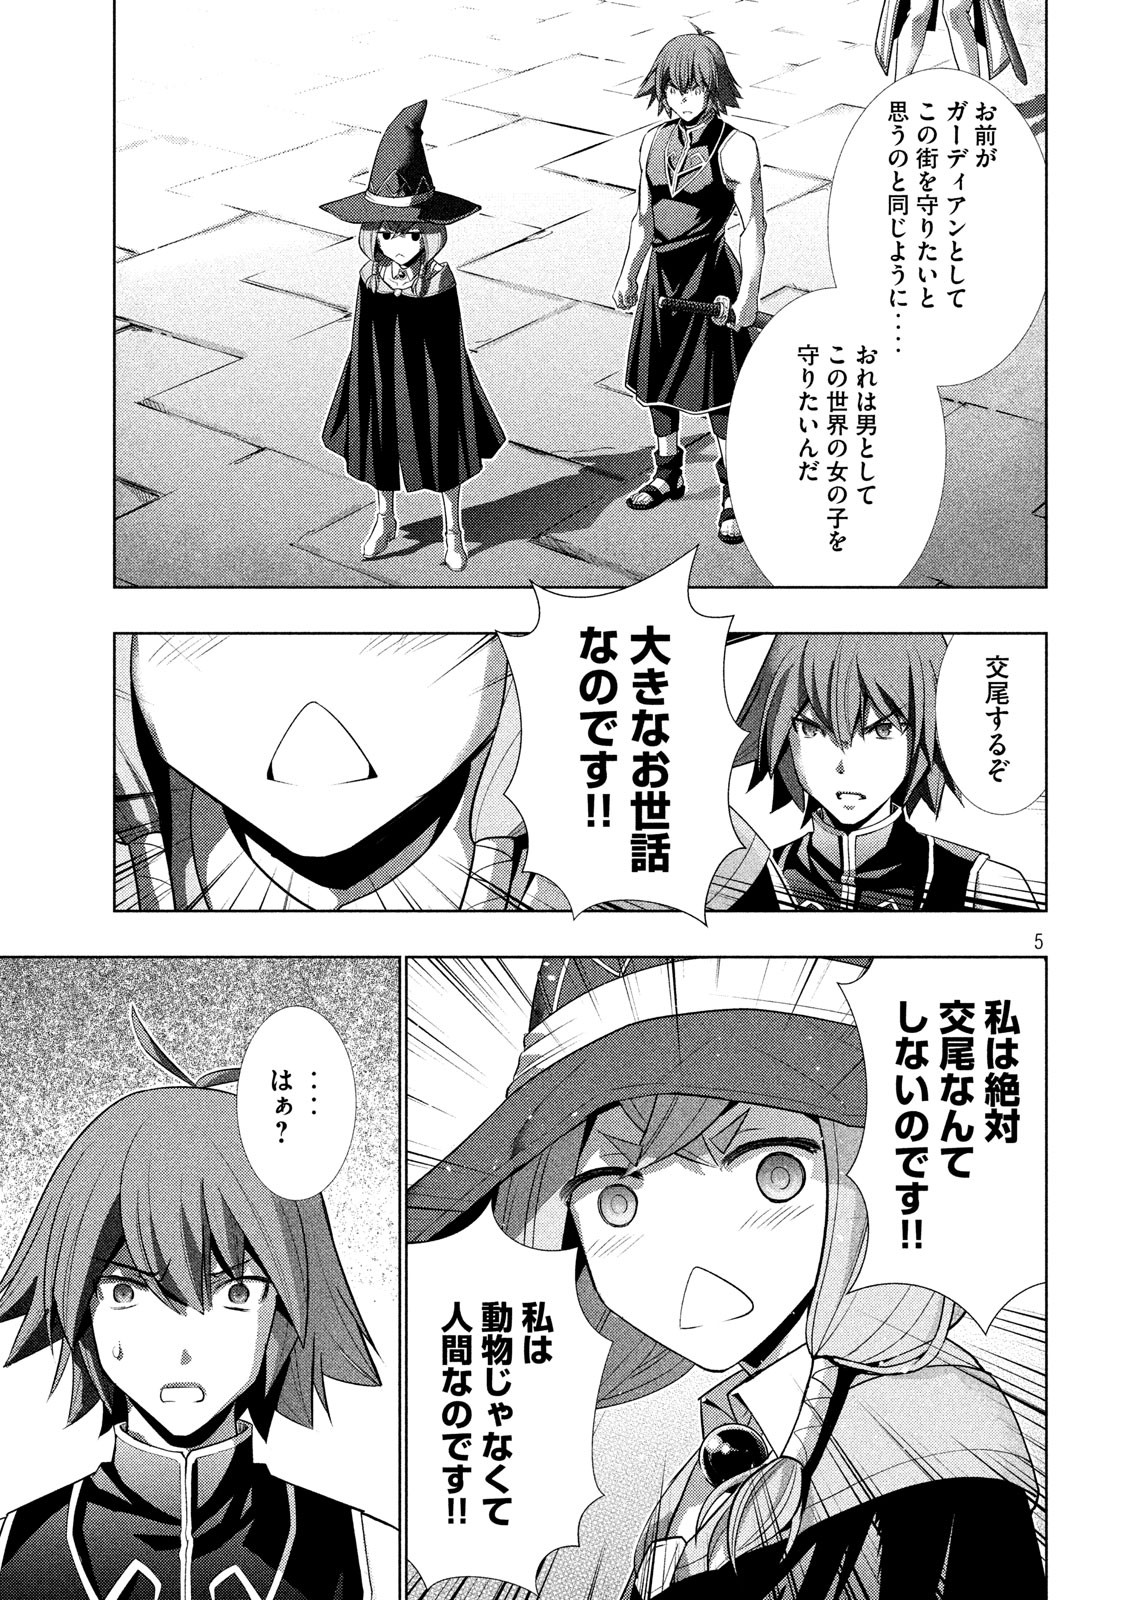 お前が
ガーディアンとして
この街を守りたいと
思うのと同じように‥‥
おれは男として
この世界の女の子を
守りたいんだ
交尾するぞ
大きなお世話
なのです!!
5
私は絶対
交尾なんて
しないのです!!
私は
動物じゃなくて
人間なのです!!
‥‥
はぁ?